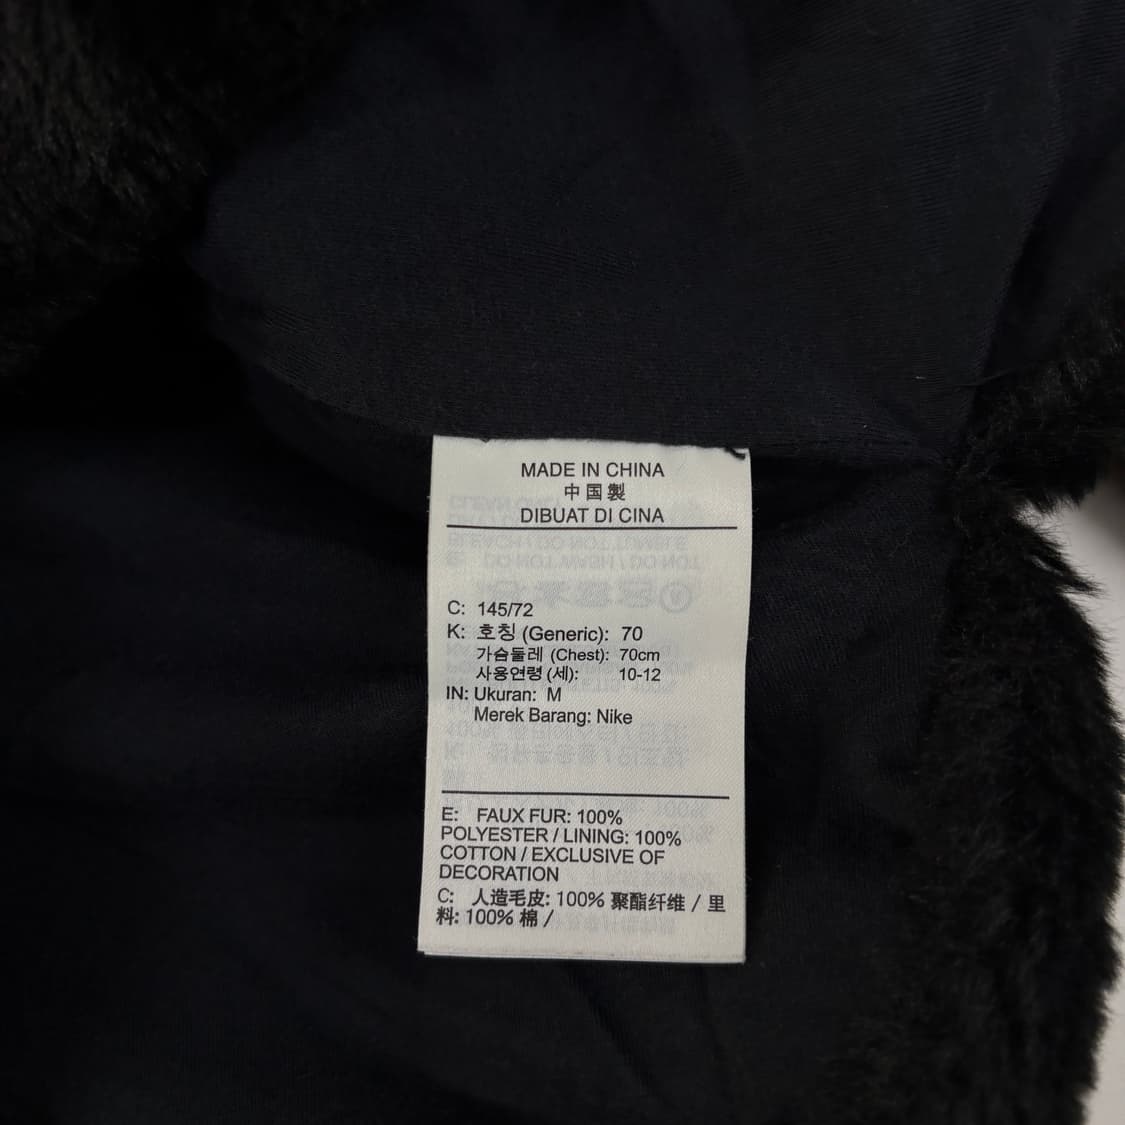 MADE IN CHINA
中国製
DIBUAT DI CINA
C: 145/72
K: 호칭 (Generic): 70
가슴둘레 (Chest): 70cm
사용연령 (세): 10-12
IN: Ukuran: M
Merek Barang: Nike
E: FAUX FUR: 100%
POLYESTER / LINING: 100%
COTTON / EXCLUSIVE OF
DECORATION
C: 人造毛皮: 100% 聚酯纤维 / 里
料: 100% 棉 /